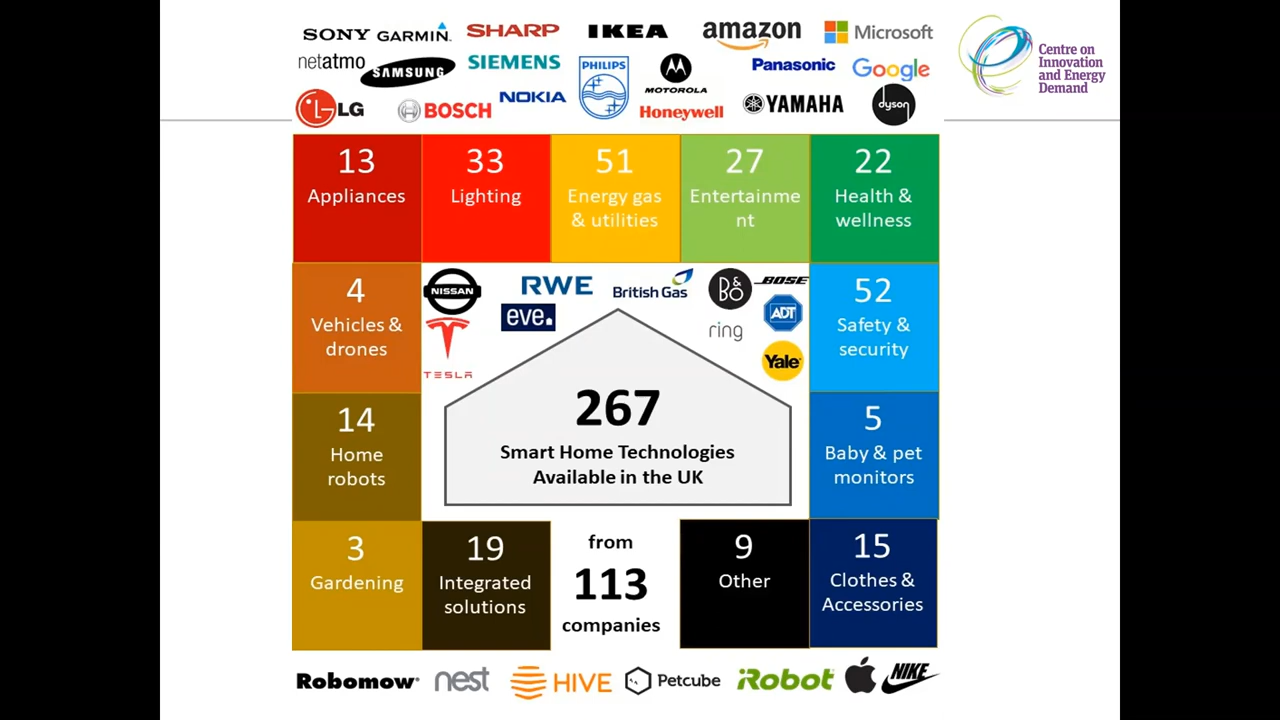 SONY GARMIN SHARP IKEA amazon Microsoft
netatmo SAMSUNG SIEMENS PHILIPS MOTOROLA Panasonic Google
LG BOSCH NOKIA Honeywell YAMAHA dyson
Centre on
Innovation
and Energy
Demand
13
Appliances
33
Lighting
51
Energy gas
& utilities
27
Entertainme
nt
22
Health &
wellness
4
Vehicles &
drones
NISSAN
TESLA
RWE
eve.
British Gas
B&O
BOSE
ADT
ring
Yale
52
Safety &
security
267
Smart Home Technologies
Available in the UK
14
Home
robots
5
Baby & pet
monitors
3
Gardening
19
Integrated
solutions
from
113
companies
9
Other
15
Clothes &
Accessories
Robomow nest HIVE Petcube iRobot NIKE